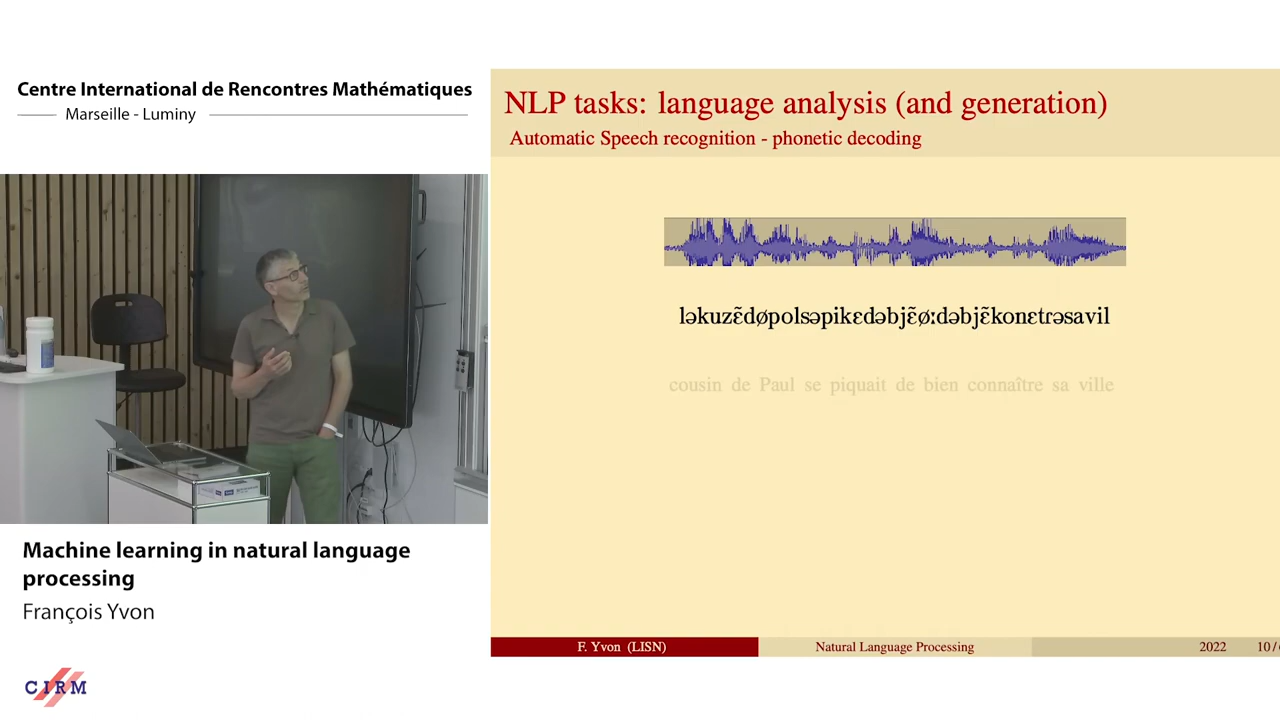 Centre International de Rencontres Mathématiques
Marseille - Luminy
NLP tasks: language analysis (and generation)
Automatic Speech recognition - phonetic decoding
ləkuzɛ̃døpolsəpikɛdəbjɛ̃ø:dəbjɛ̃konɛtrəsavil
cousin de Paul se piquait de bien connaître sa ville
Machine learning in natural language
processing
François Yvon
F. Yvon (LISN)
Natural Language Processing
2022
10/
CIRM